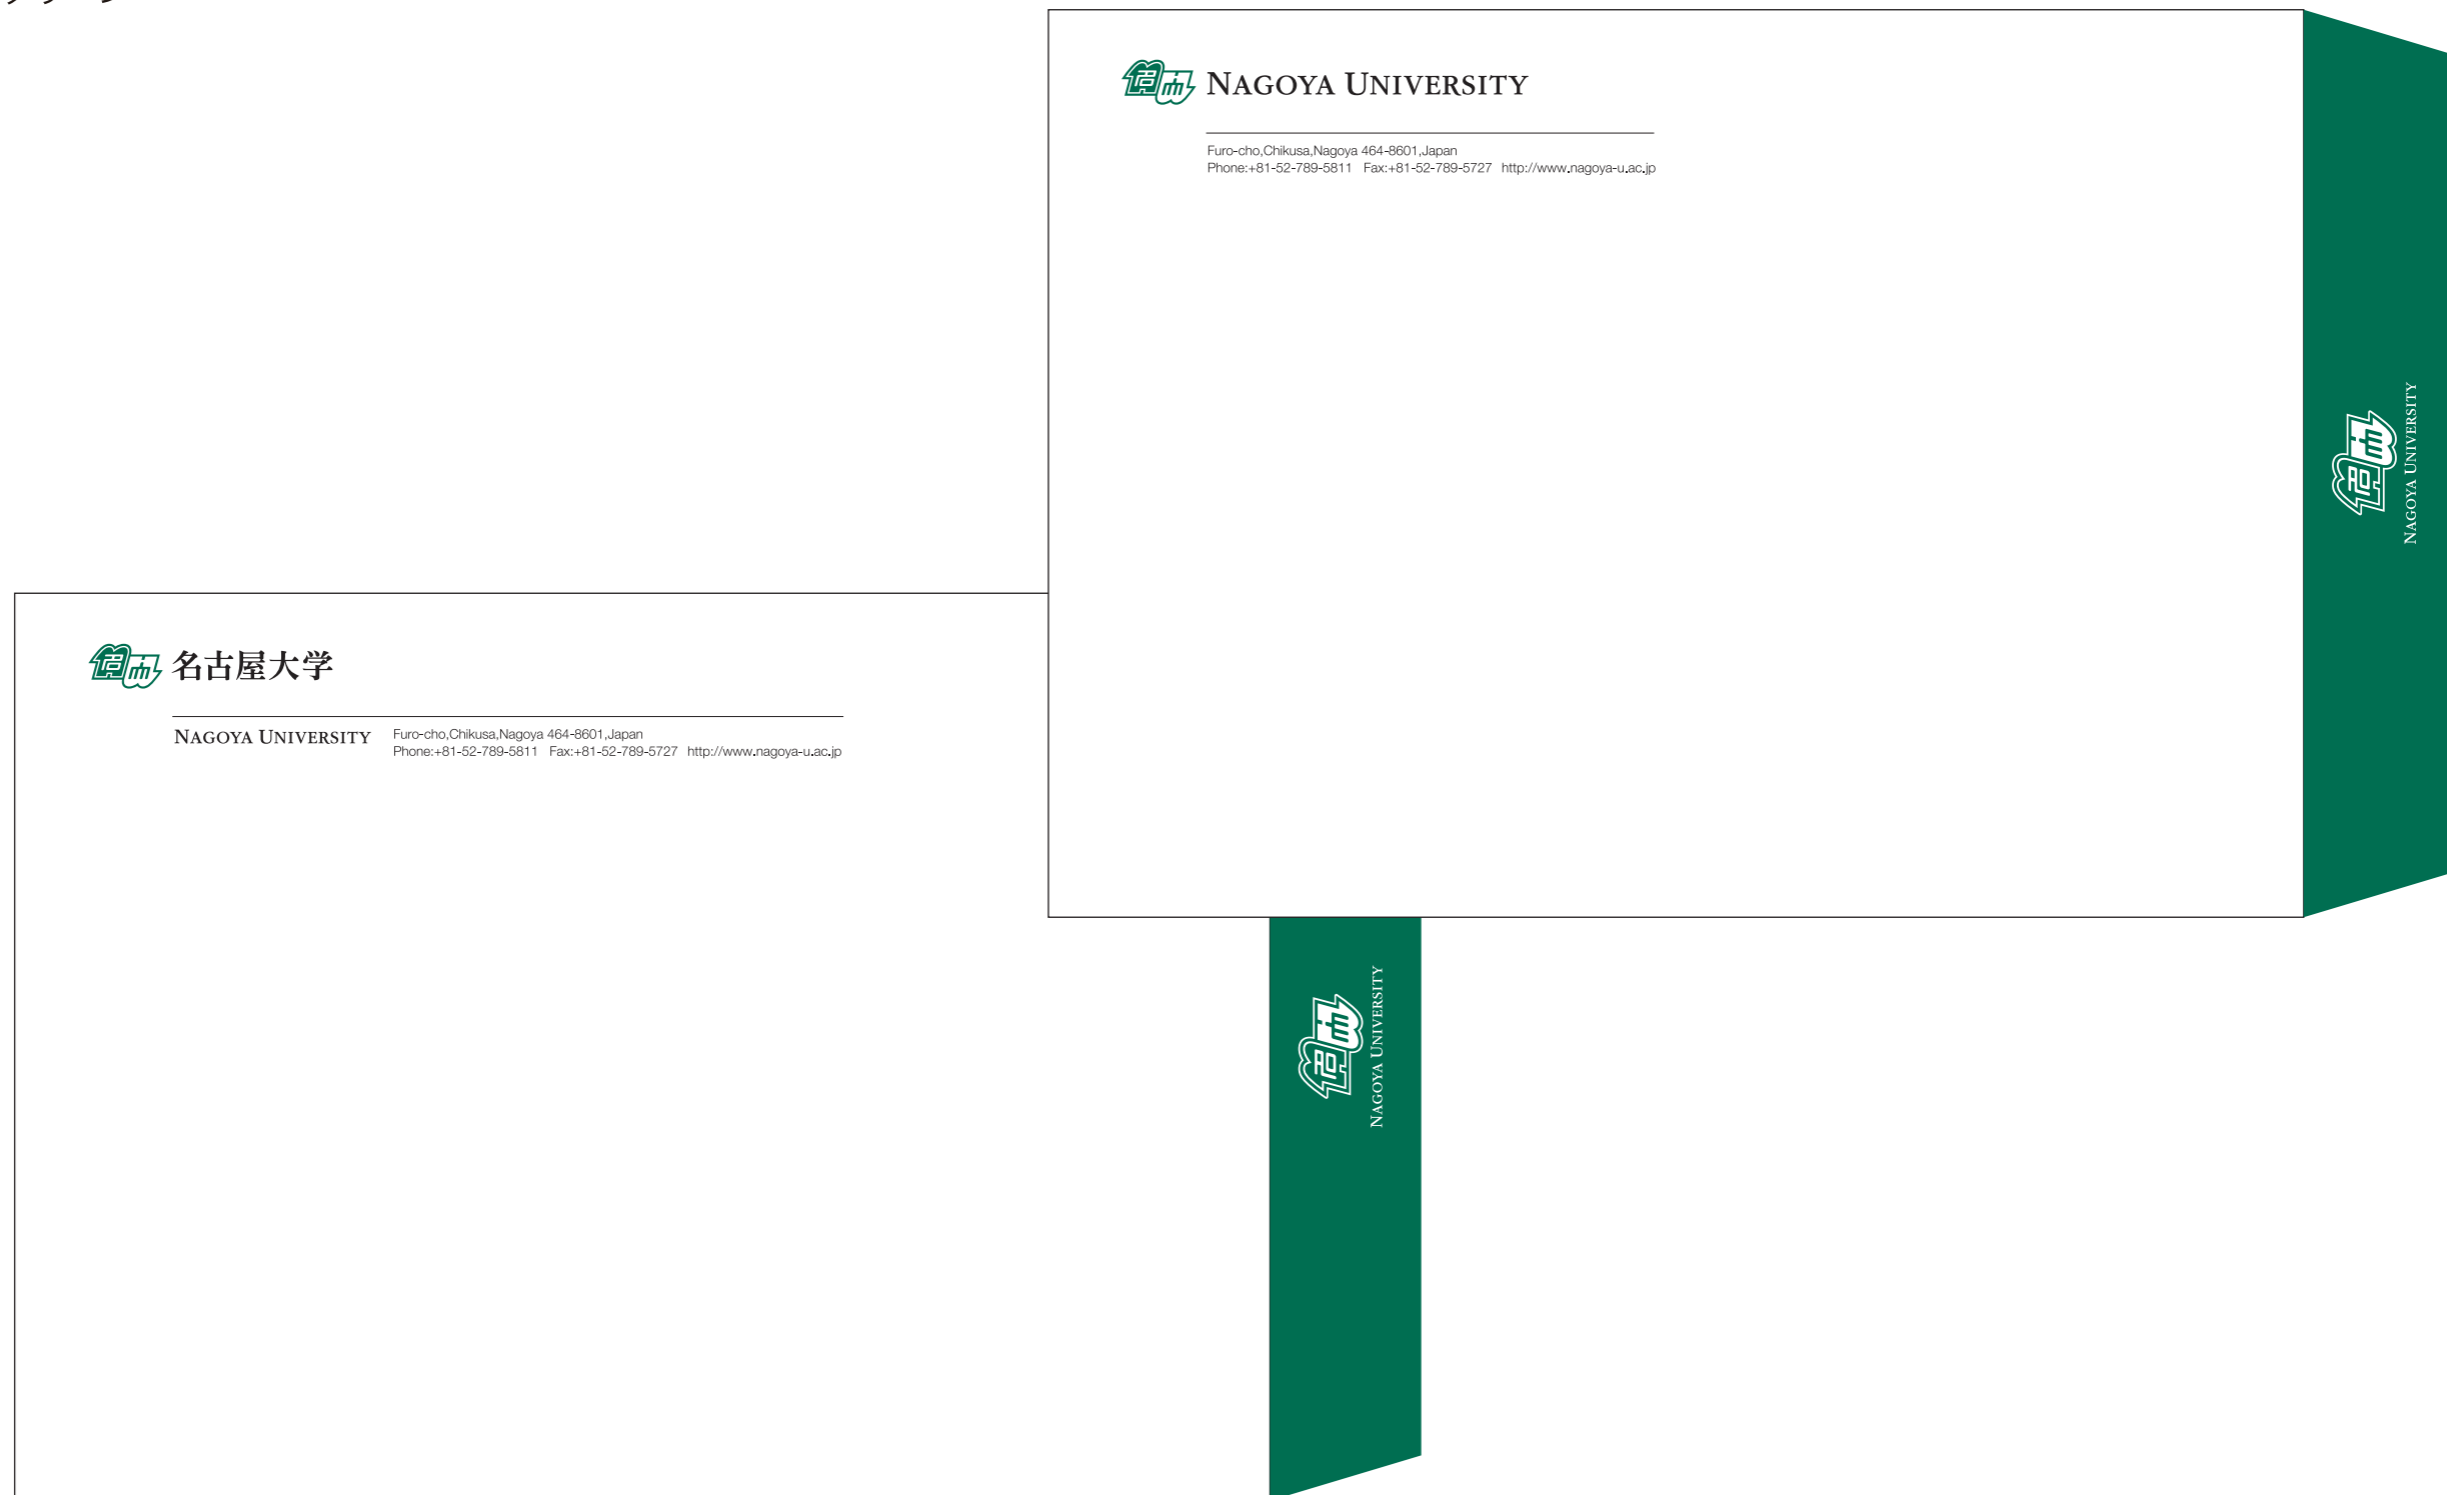 NAGOYA UNIVERSITY
Furo-cho,Chikusa,Nagoya 464-8601,Japan
Phone:+81-52-789-5811 Fax:+81-52-789-5727 http://www.nagoya-u.ac.jp
NAGOYA UNIVERSITY
名古屋大学
NAGOYA UNIVERSITY
Furo-cho,Chikusa,Nagoya 464-8601,Japan
Phone:+81-52-789-5811 Fax:+81-52-789-5727 http://www.nagoya-u.ac.jp
NAGOYA UNIVERSITY